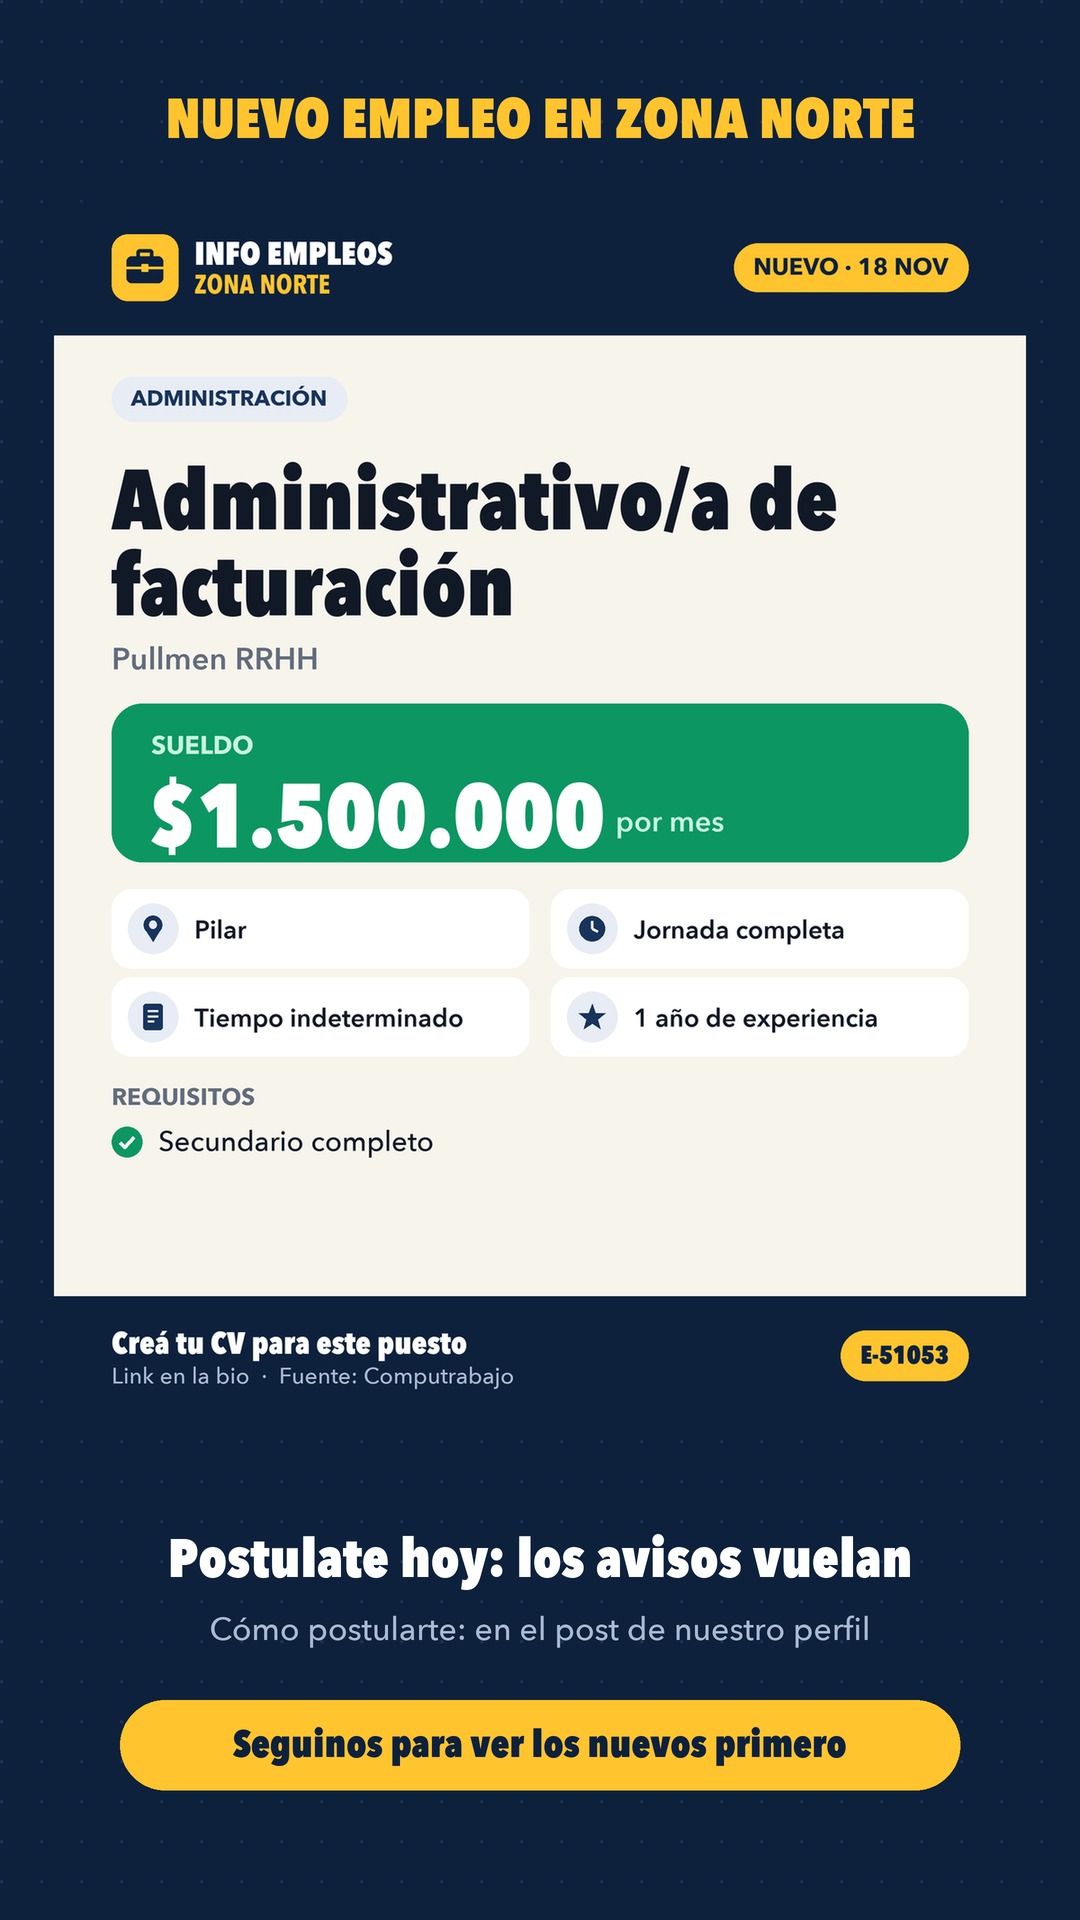 NUEVO EMPLEO EN ZONA NORTE
INFO EMPLEOS
ZONA NORTE
NUEVO · 18 NOV
ADMINISTRACIÓN
Administrativo/a de
facturación
Pullmen RRHH
SUELDO
$1.500.000 por mes
Pilar
Jornada completa
Tiempo indeterminado
1 año de experiencia
REQUISITOS
Secundario completo
Creá tu CV para este puesto
Link en la bio · Fuente: Computrabajo
E-51053
Postulate hoy: los avisos vuelan
Cómo postularte: en el post de nuestro perfil
Seguinos para ver los nuevos primero